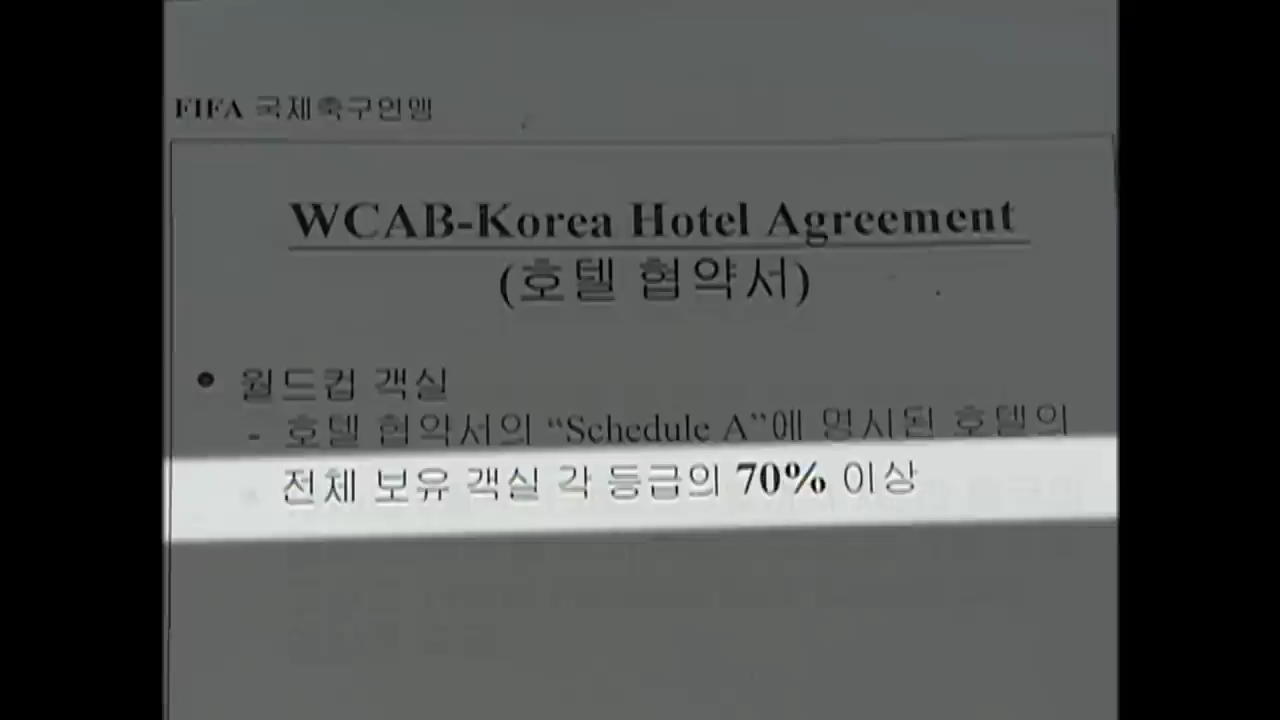 FIFA 국제축구연맹
WCAB-Korea Hotel Agreement
(호텔 협약서)
● 월드컵 객실
- 호텔 협약서의 “Schedule A”에 명시된 호텔의
전체 보유 객실 각 등급의 70% 이상